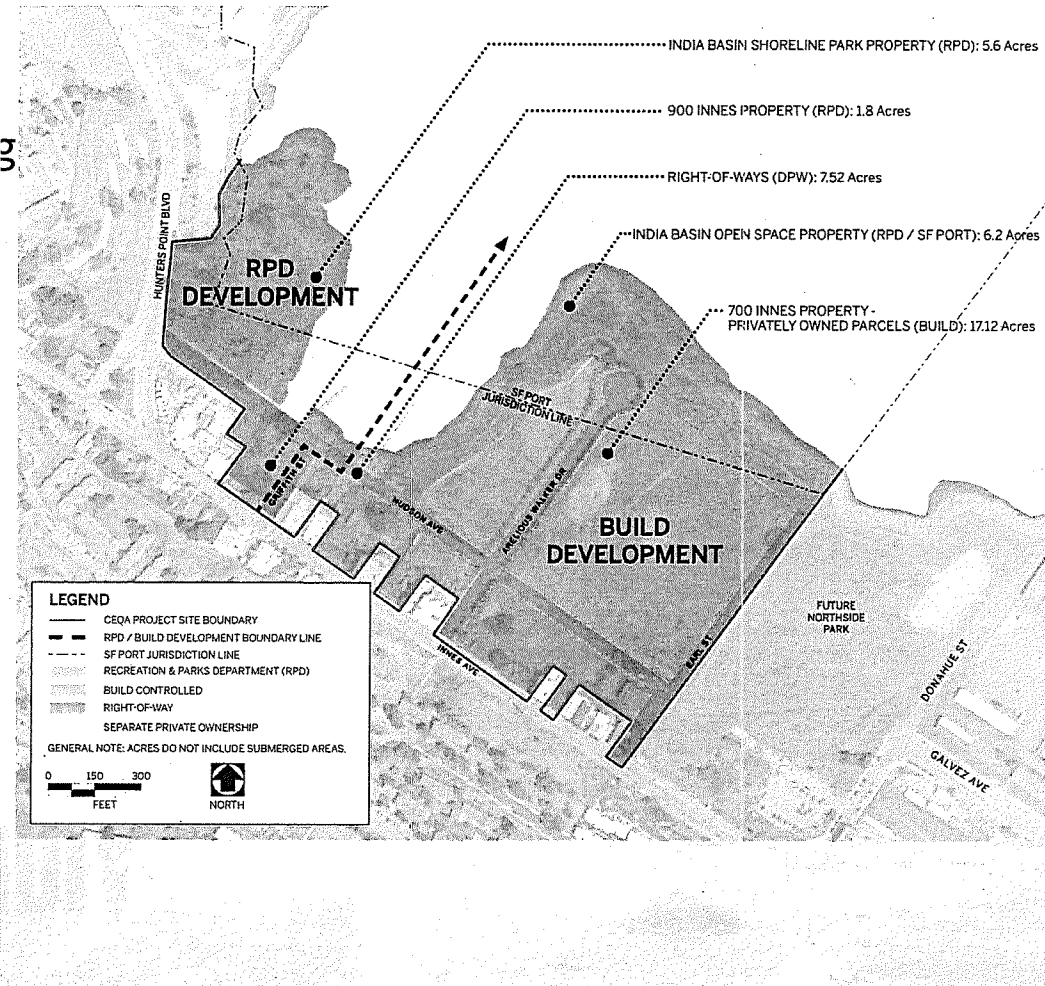 INDIA BASIN SHORELINE PARK PROPERTY (RPD): 5.6 Acres
900 INNES PROPERTY (RPD): 1.8 Acres
RIGHT-OF-WAYS (DPW): 7.52 Acres
INDIA BASIN OPEN SPACE PROPERTY (RPD / SF PORT): 6.2 Acres
700 INNES PROPERTY -
PRIVATELY OWNED PARCELS (BUILD): 17.12 Acres
HUNTERS POINT BLVD
RPD
DEVELOPMENT
SF PORT
JURISDICTION LINE
GRIFFITH ST
HUDSON AVE
ARELIOUS WALKER DR
BUILD
DEVELOPMENT
INNES AVE
EARL ST
FUTURE
NORTHSIDE
PARK
DONAHUE ST
GALVEZ AVE
LEGEND
CEQA PROJECT SITE BOUNDARY
RPD / BUILD DEVELOPMENT BOUNDARY LINE
SF PORT JURISDICTION LINE
RECREATION & PARKS DEPARTMENT (RPD)
BUILD CONTROLLED
RIGHT-OF-WAY
SEPARATE PRIVATE OWNERSHIP
GENERAL NOTE: ACRES DO NOT INCLUDE SUBMERGED AREAS.
0 150 300
FEET
NORTH